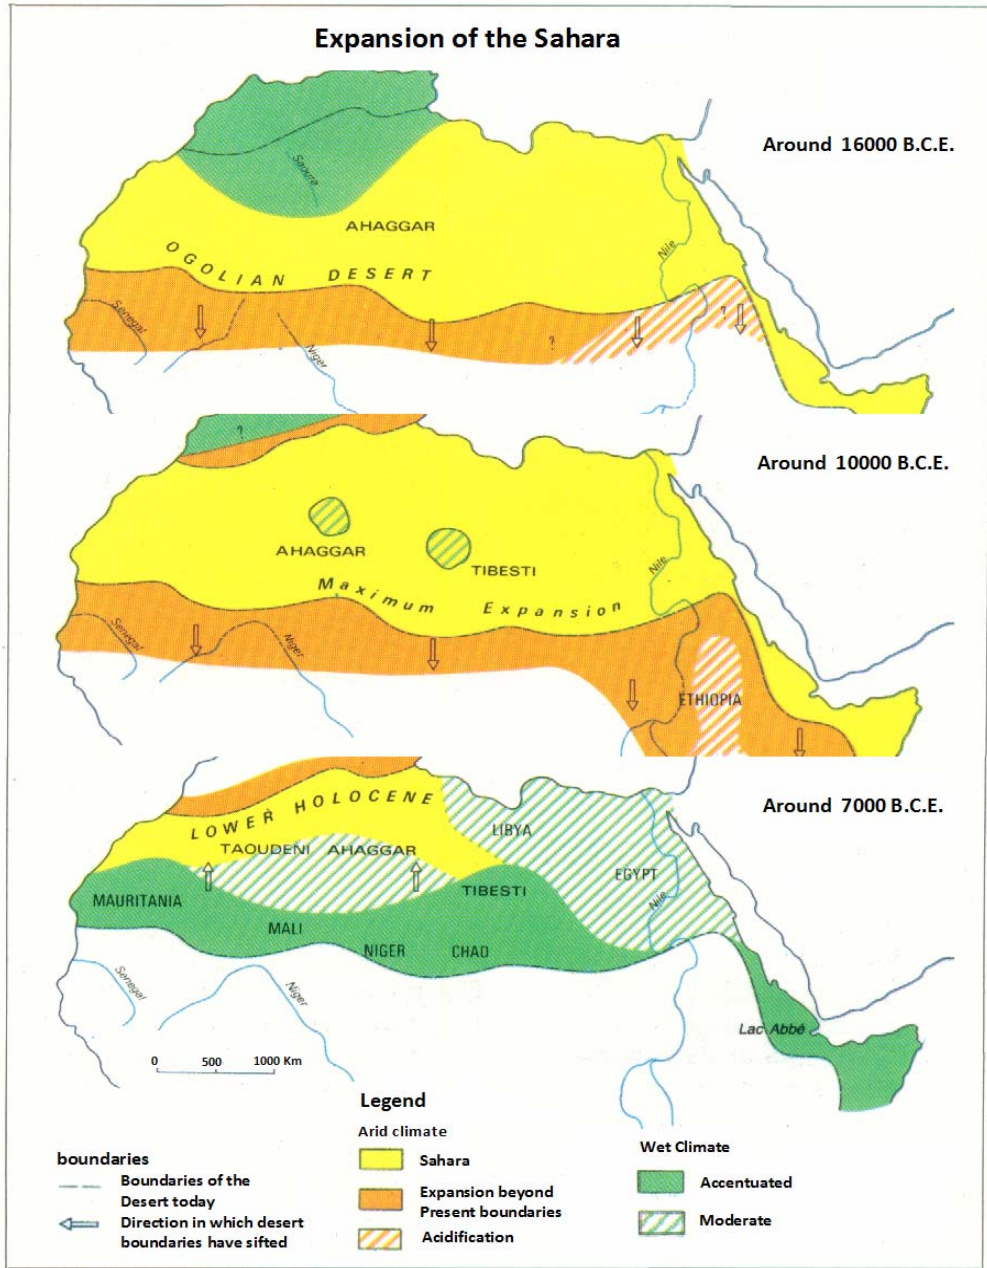 Expansion of the Sahara
Around 16000 B.C.E.
Saoura
AHAGGAR
OGOLIAN DESERT
Nile
Senegal
Niger
?
?
Around 10000 B.C.E.
?
AHAGGAR
TIBESTI
Nile
Maximum Expansion
Senegal
Niger
ETHIOPIA
Around 7000 B.C.E.
LOWER HOLOCENE
LIBYA
TAOUDENI AHAGGAR
EGYPT
TIBESTI
MAURITANIA
Nile
MALI
NIGER CHAD
Senegal
Niger
Lac Abbé
0 500 1000 Km
Legend
Arid climate
Sahara
Expansion beyond
Present boundaries
Acidification
Wet Climate
Accentuated
Moderate
boundaries
Boundaries of the
Desert today
Direction in which desert
boundaries have sifted